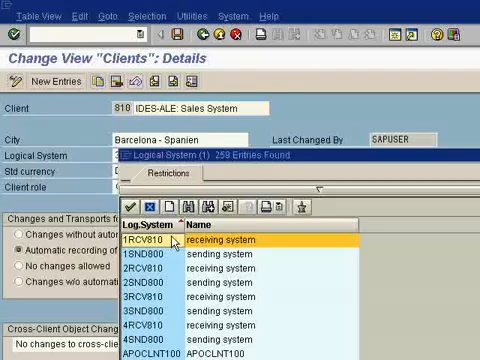 Table View Edit Goto Selection Utilities System Help
Change View "Clients": Details
New Entries
Client 810 IDES-ALE: Sales System
City Barcelona - Spanien Last Changed By SAPUSER
Logical System
Std currency
Client role
Logical System (1) 259 Entries Found
Restrictions
Changes and Transports for
Changes without autom
Automatic recording of
No changes allowed
Changes w/o automati
Cross-Client Object Chang
No changes to cross-clie
Log.System Name
1RCV810 receiving system
1SND800 sending system
2RCV810 receiving system
2SND800 sending system
3RCV810 receiving system
3SND800 sending system
4RCV810 receiving system
4SND800 sending system
APOCLNT100 APOCLNT100